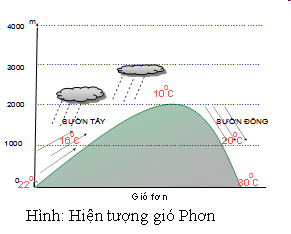 m
4000
3000
2000
10°C
SƯỜN TÂY
SƯỜN ĐÔNG
1000
16°C
20°C
22°
0
30°C
Gió fơn
Hình: Hiện tượng gió Phơn